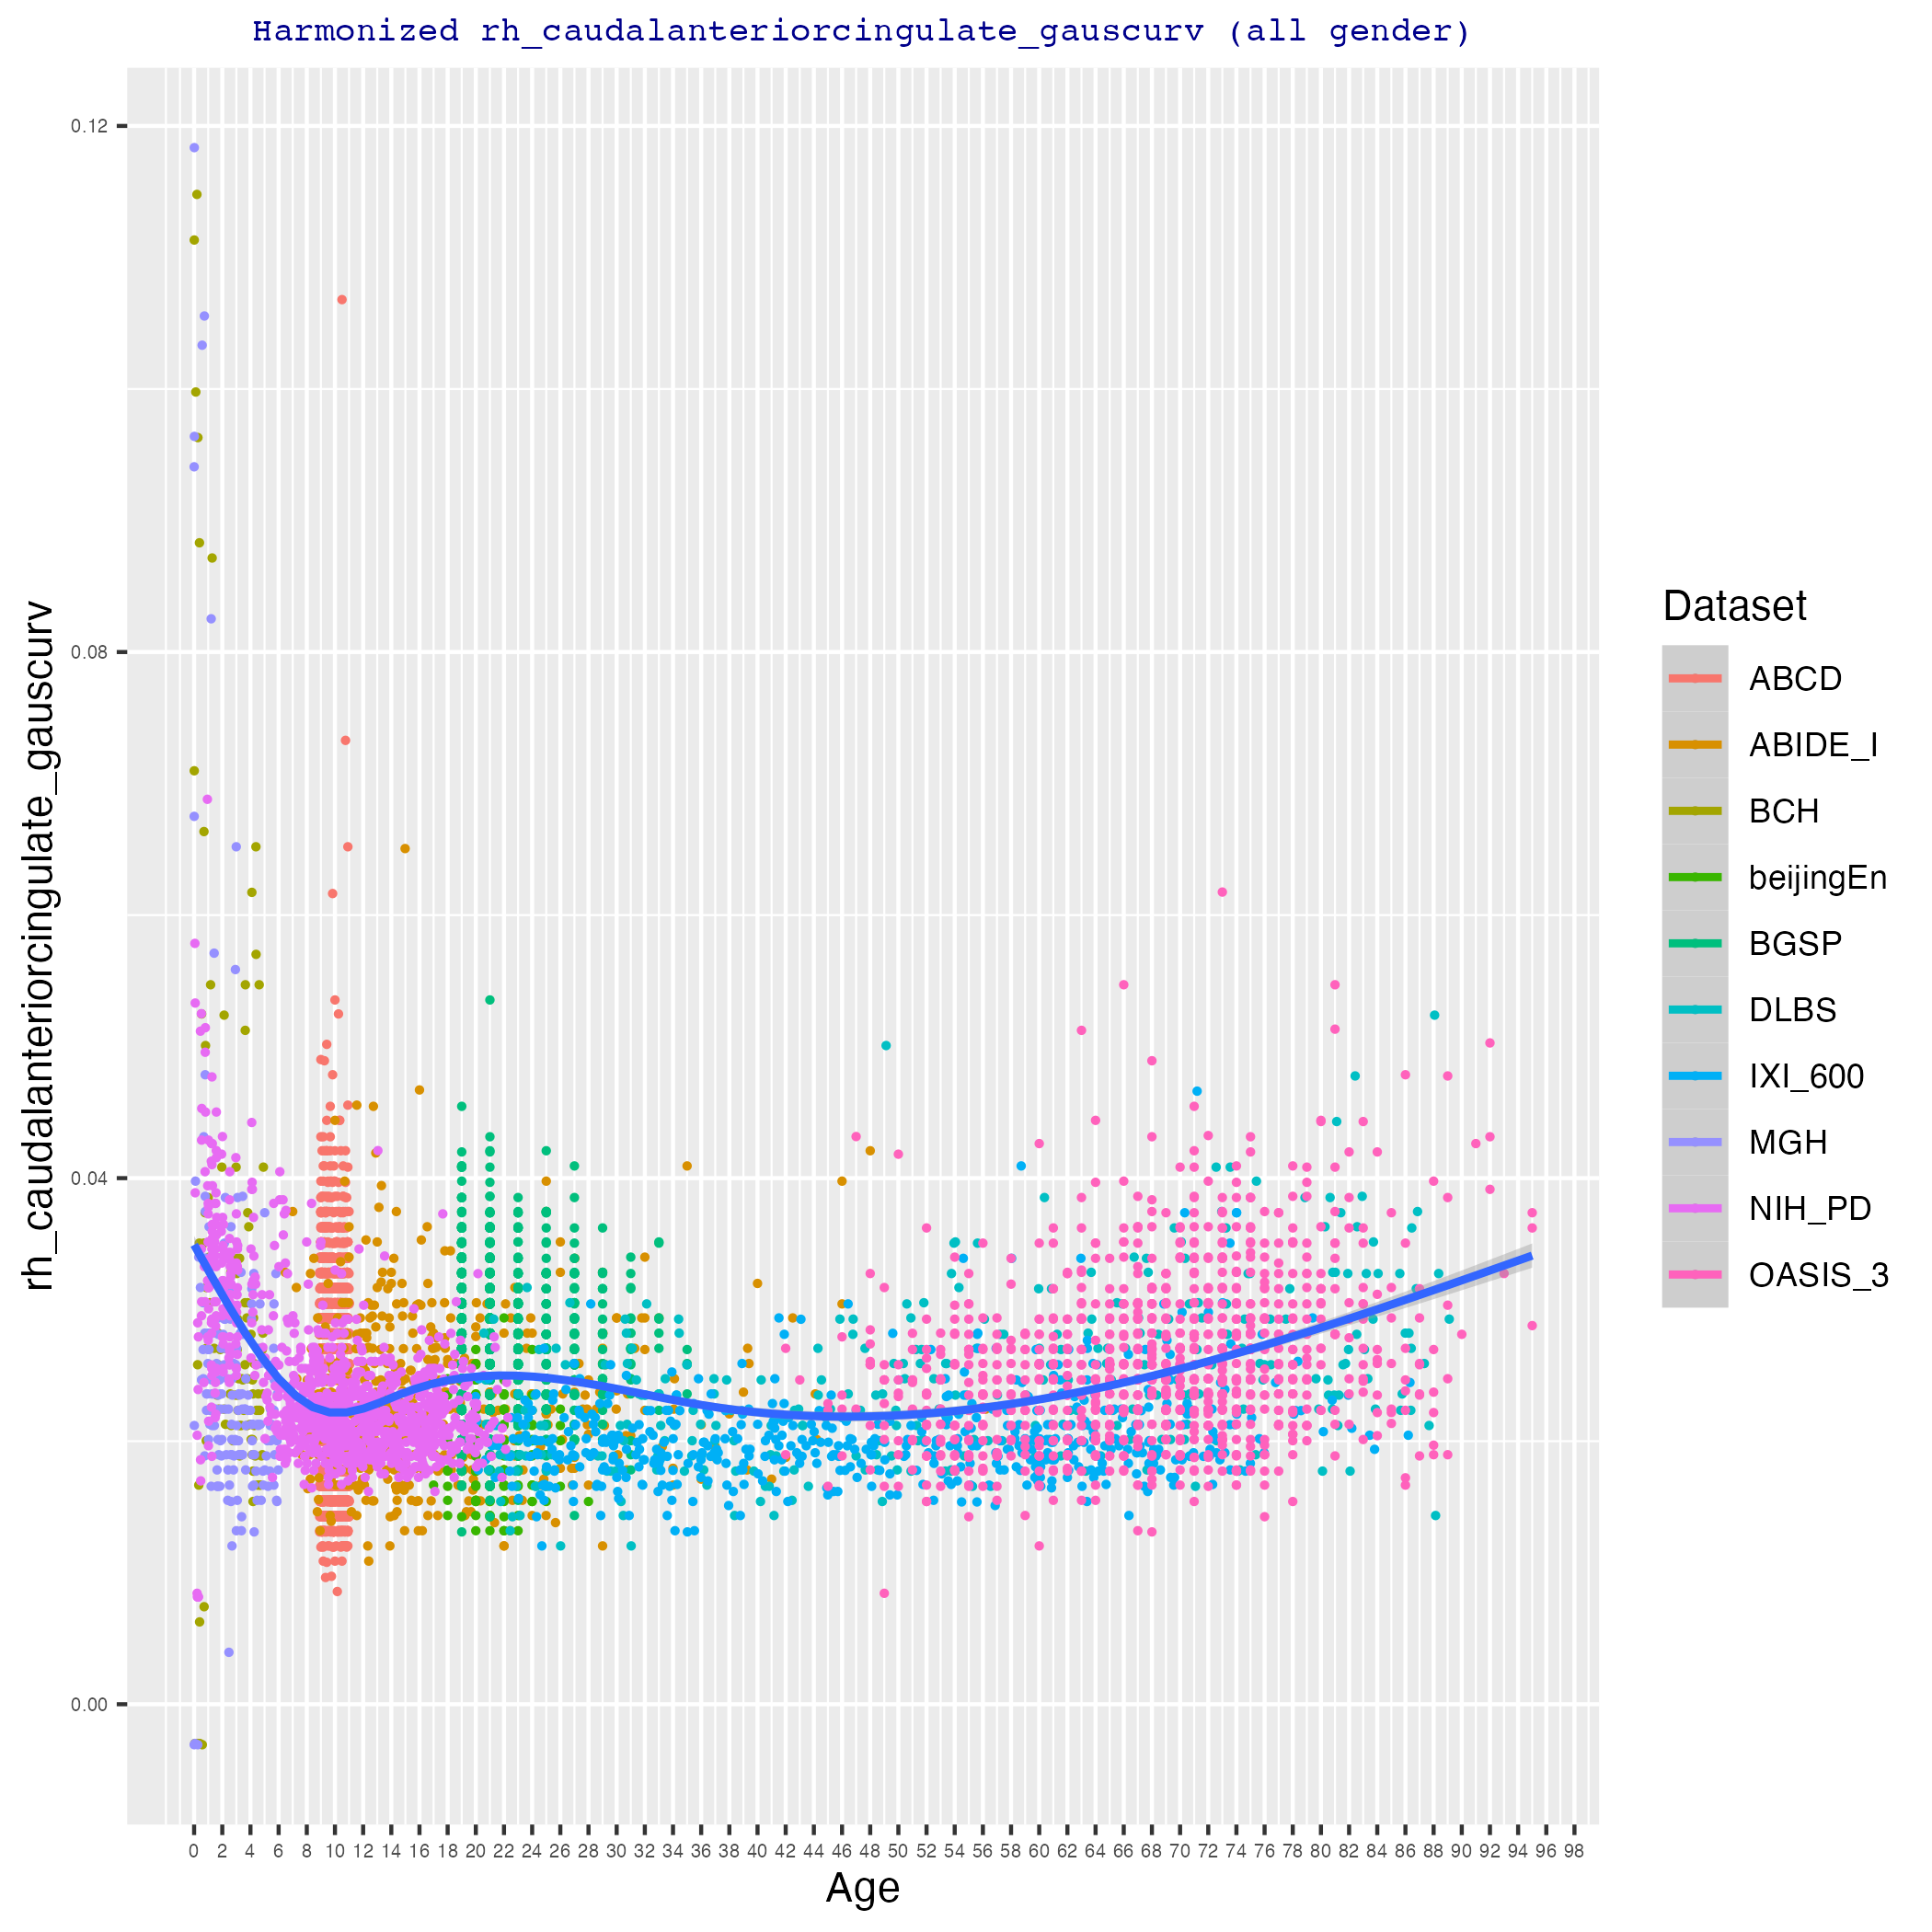 Harmonized rh_caudalanteriorcingulate_gauscurv (all gender)
rh_caudalanteriorcingulate_gauscurv
0.12
0.08
0.04
0.00
0 2 4 6 8 10 12 14 16 18 20 22 24 26 28 30 32 34 36 38 40 42 44 46 48 50 52 54 56 58 60 62 64 66 68 70 72 74 76 78 80 82 84 86 88 90 92 94 96 98
Age
Dataset
ABCD
ABIDE_I
BCH
beijingEn
BGSP
DLBS
IXI_600
MGH
NIH_PD
OASIS_3